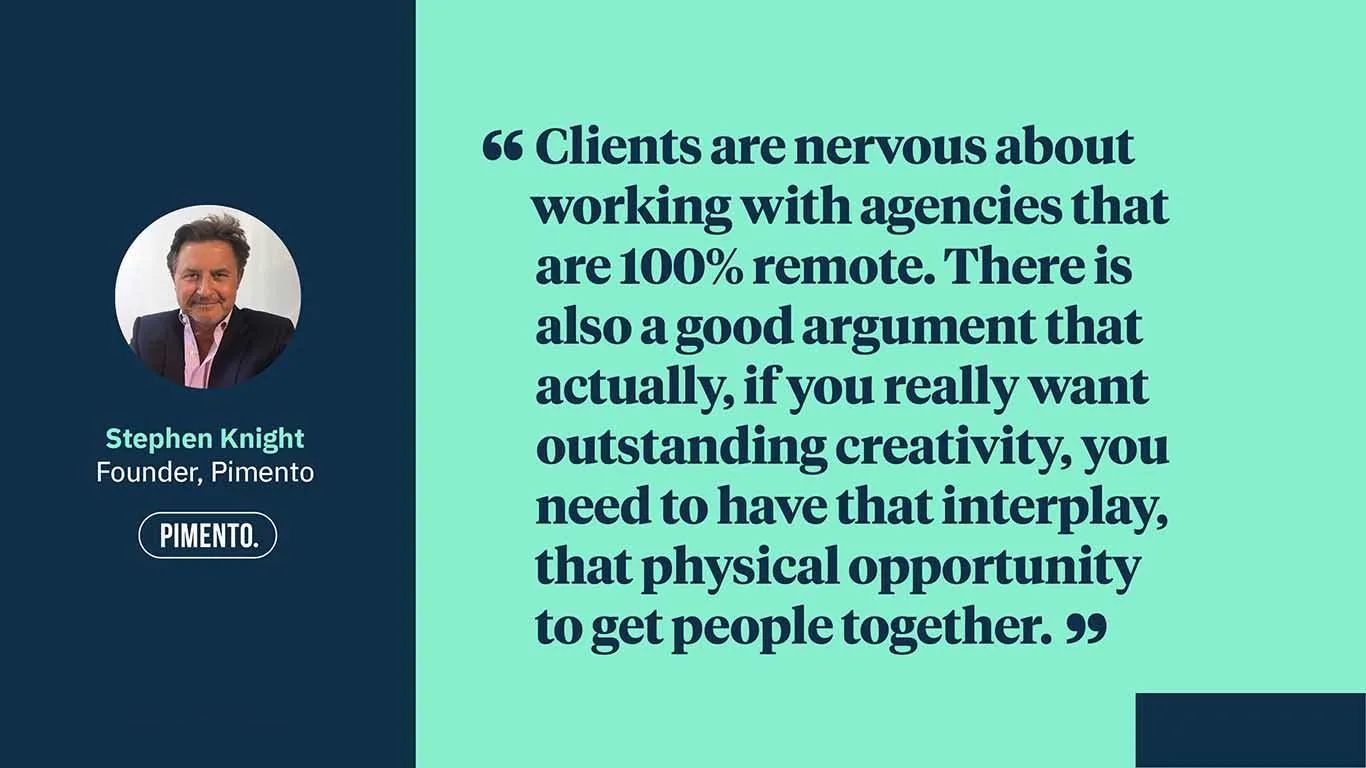 Stephen Knight
Founder, Pimento
PIMENTO.
“ Clients are nervous about
working with agencies that
are 100% remote. There is
also a good argument that
actually, if you really want
outstanding creativity, you
need to have that interplay,
that physical opportunity
to get people together. ”